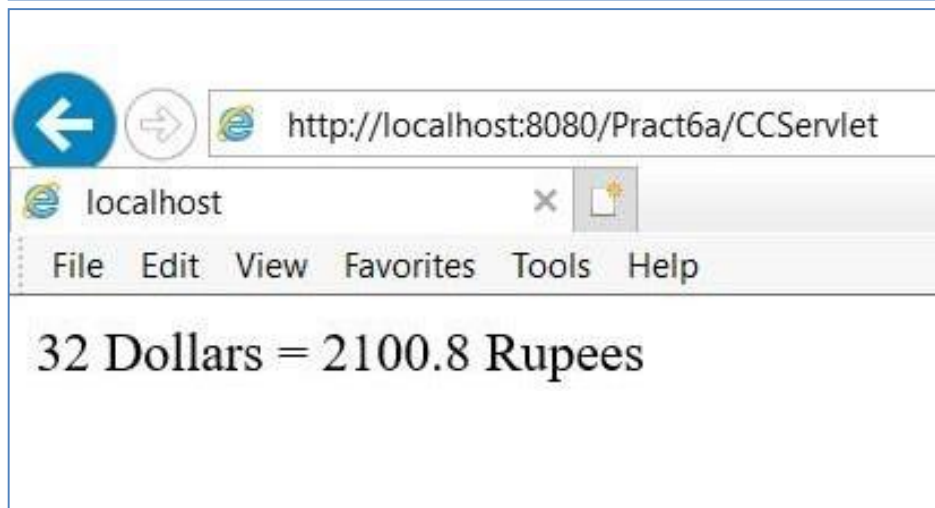 http://localhost:8080/Pract6a/CCServlet
localhost
File Edit View Favorites Tools Help
32 Dollars = 2100.8 Rupees